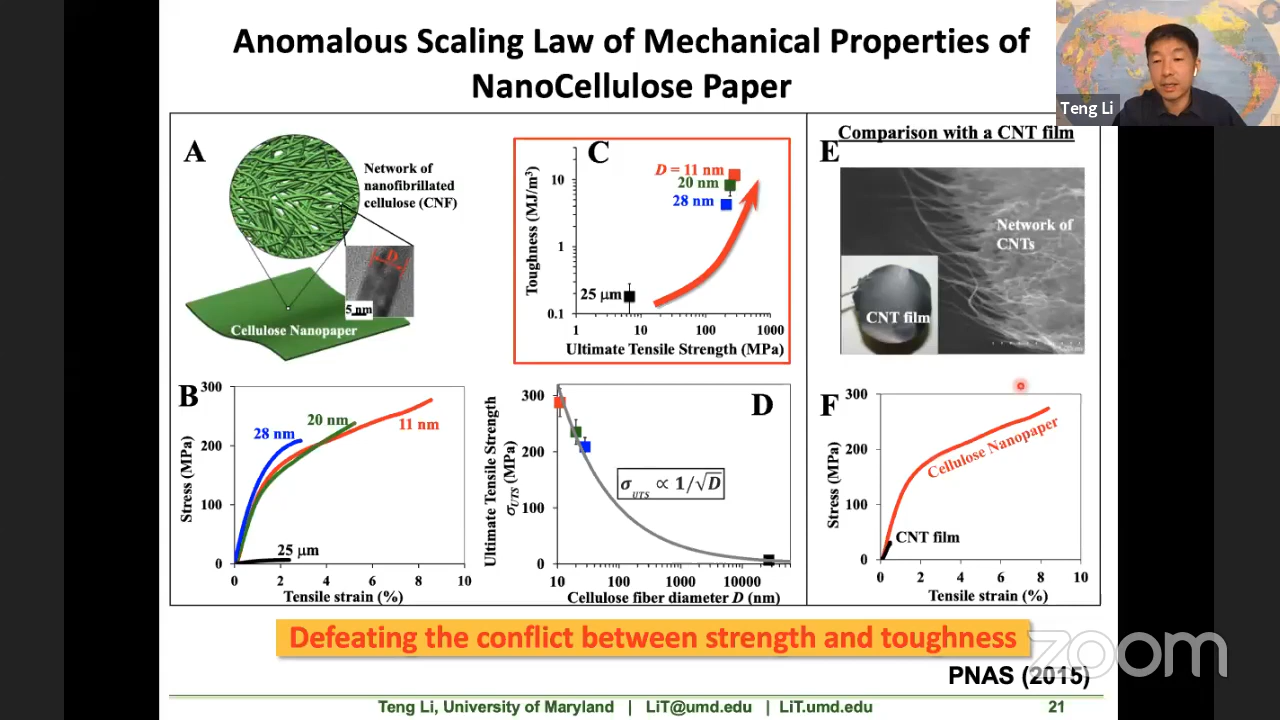 Anomalous Scaling Law of Mechanical Properties of
NanoCellulose Paper
Teng Li
A
Network of
nanofibrillated
cellulose (CNF)
D
5 nm
Cellulose Nanopaper
C
Toughness (MJ/m³)
10
1
0.1
D = 11 nm
20 nm
28 nm
25 μm
1 10 100 1000
Ultimate Tensile Strength (MPa)
Comparison with a CNT film
E
Network of
CNTs
CNT film
B
Stress (MPa)
300
200
100
0
28 nm
20 nm
11 nm
25 μm
0 2 4 6 8 10
Tensile strain (%)
D
Ultimate Tensile Strength
σUTS (MPa)
300
200
100
0
σUTS ∝ 1/√D
10 100 1000 10000
Cellulose fiber diameter D (nm)
F
Stress (MPa)
300
200
100
0
Cellulose Nanopaper
CNT film
0 2 4 6 8 10
Tensile strain (%)
Defeating the conflict between strength and toughness
zoom
PNAS (2015)
Teng Li, University of Maryland | LiT@umd.edu | LiT.umd.edu 21